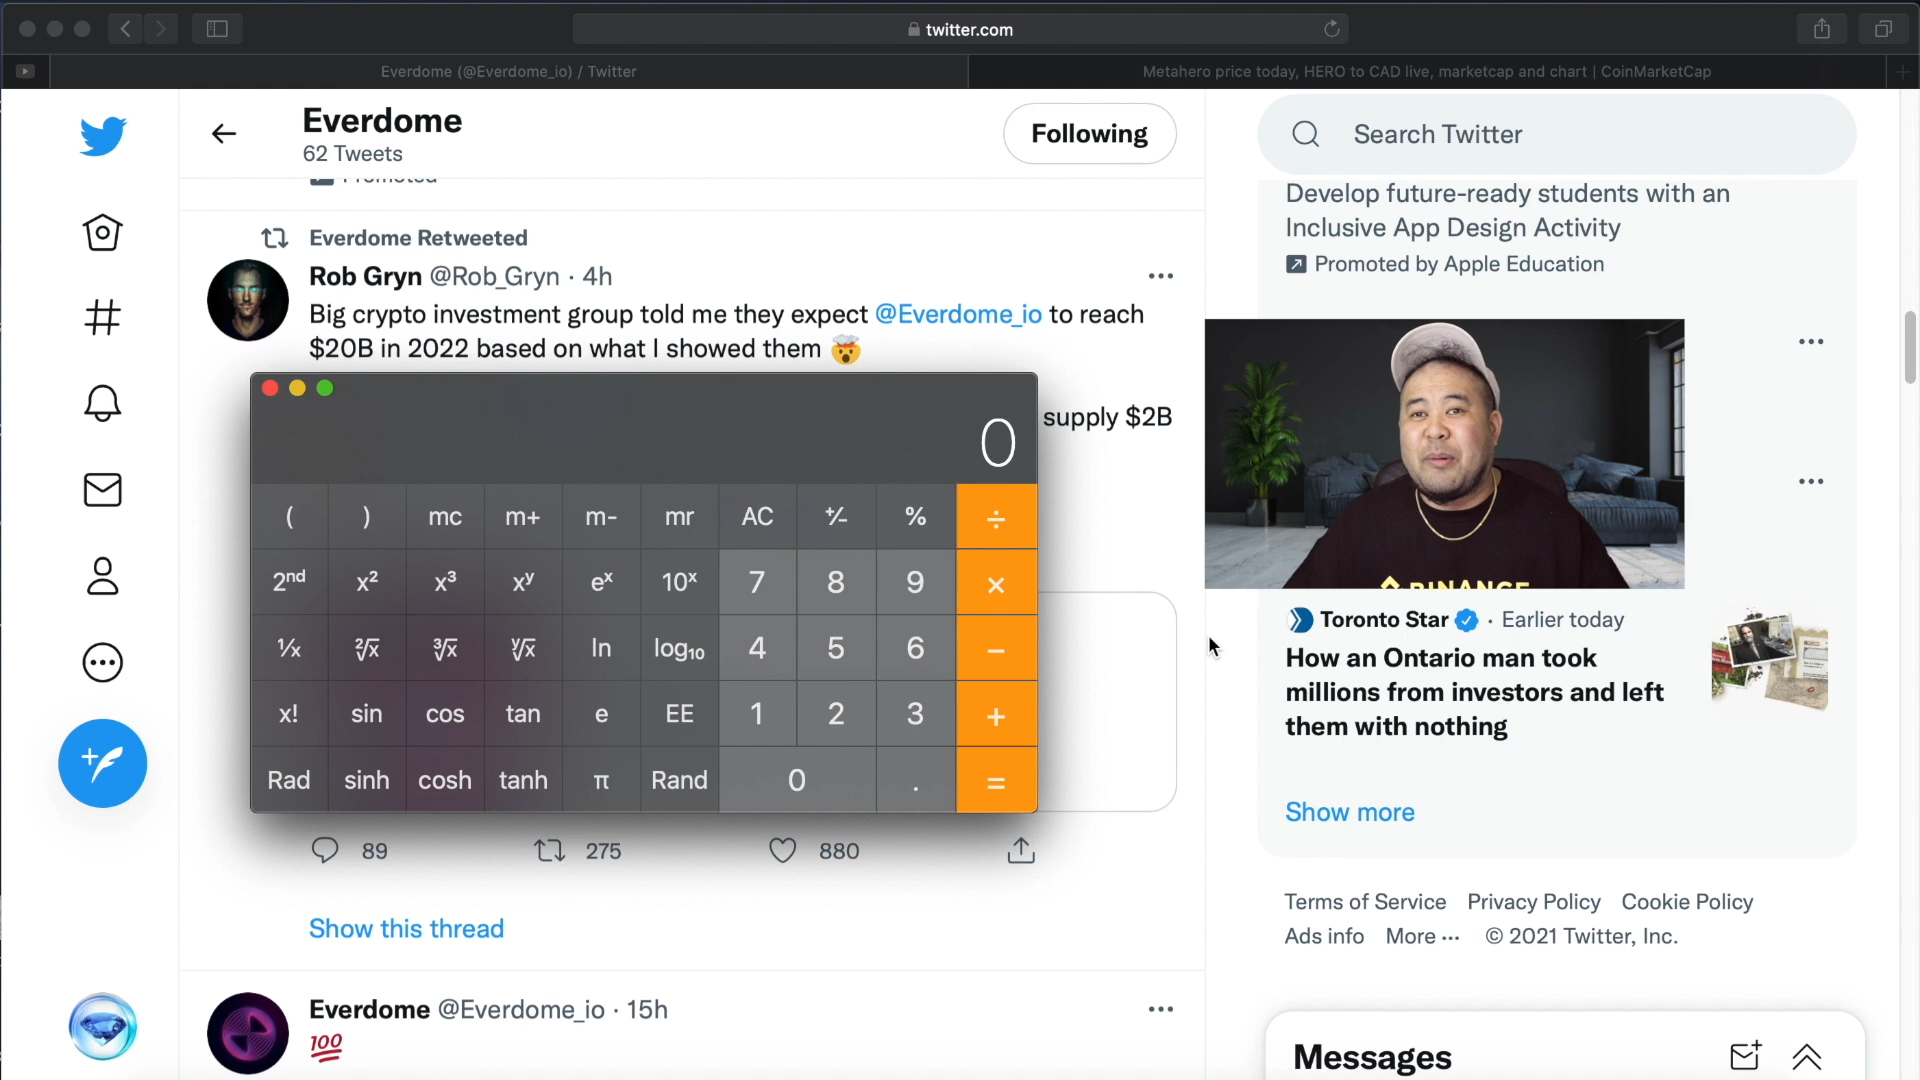 twitter.com
Everdome (@Everdome_io) / Twitter
Metahero price today, HERO to CAD live, marketcap and chart | CoinMarketCap
Everdome
62 Tweets
Following
Search Twitter
Promoted
Develop future-ready students with an
Inclusive App Design Activity
Promoted by Apple Education
Everdome Retweeted
Rob Gryn @Rob_Gryn · 4h
Big crypto investment group told me they expect @Everdome_io to reach
$20B in 2022 based on what I showed them 🤯
supply $2B
0
( ) mc m+ m- mr AC +/- % ÷
2nd x² x³ xʸ eˣ 10ˣ 7 8 9 ×
1/x ²√x ³√x ʸ√x ln log₁₀ 4 5 6 −
x! sin cos tan e EE 1 2 3 +
Rad sinh cosh tanh π Rand 0 . =
89 275 880
Show this thread
Everdome @Everdome_io · 15h
💯
BINANCE
Toronto Star · Earlier today
How an Ontario man took
millions from investors and left
them with nothing
Show more
Terms of Service Privacy Policy Cookie Policy
Ads info More ··· © 2021 Twitter, Inc.
Messages